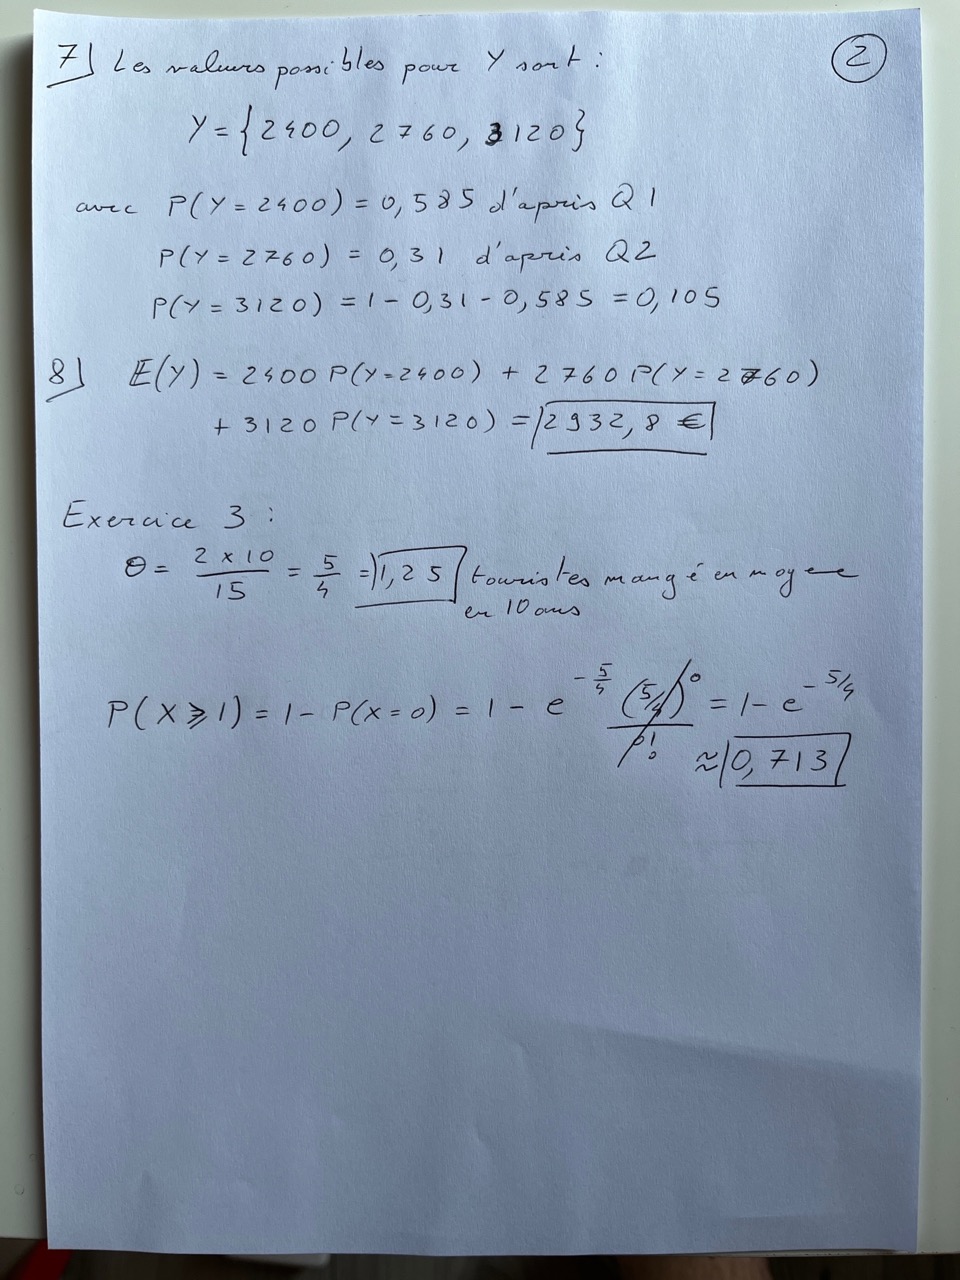 7) Les valeurs possibles pour Y sont :
②
Y = {2400, 2760, 3120}
avec P(Y = 2400) = 0,585 d'après Q1
P(Y = 2760) = 0,31 d'après Q2
P(Y = 3120) = 1 - 0,31 - 0,585 = 0,105
8) E(Y) = 2400 P(Y = 2400) + 2760 P(Y = 2760)
+ 3120 P(Y = 3120) = 2932,8 €
Exercice 3 :
θ = (2 × 10)/15 = 5/4 = 1,25 touristes mangé en moyene
en 10 ans
P(X ⩾ 1) = 1 - P(X = 0) = 1 - e^(-5/4) (5/4)^0/0! = 1 - e^(-5/4)
≈ 0,713